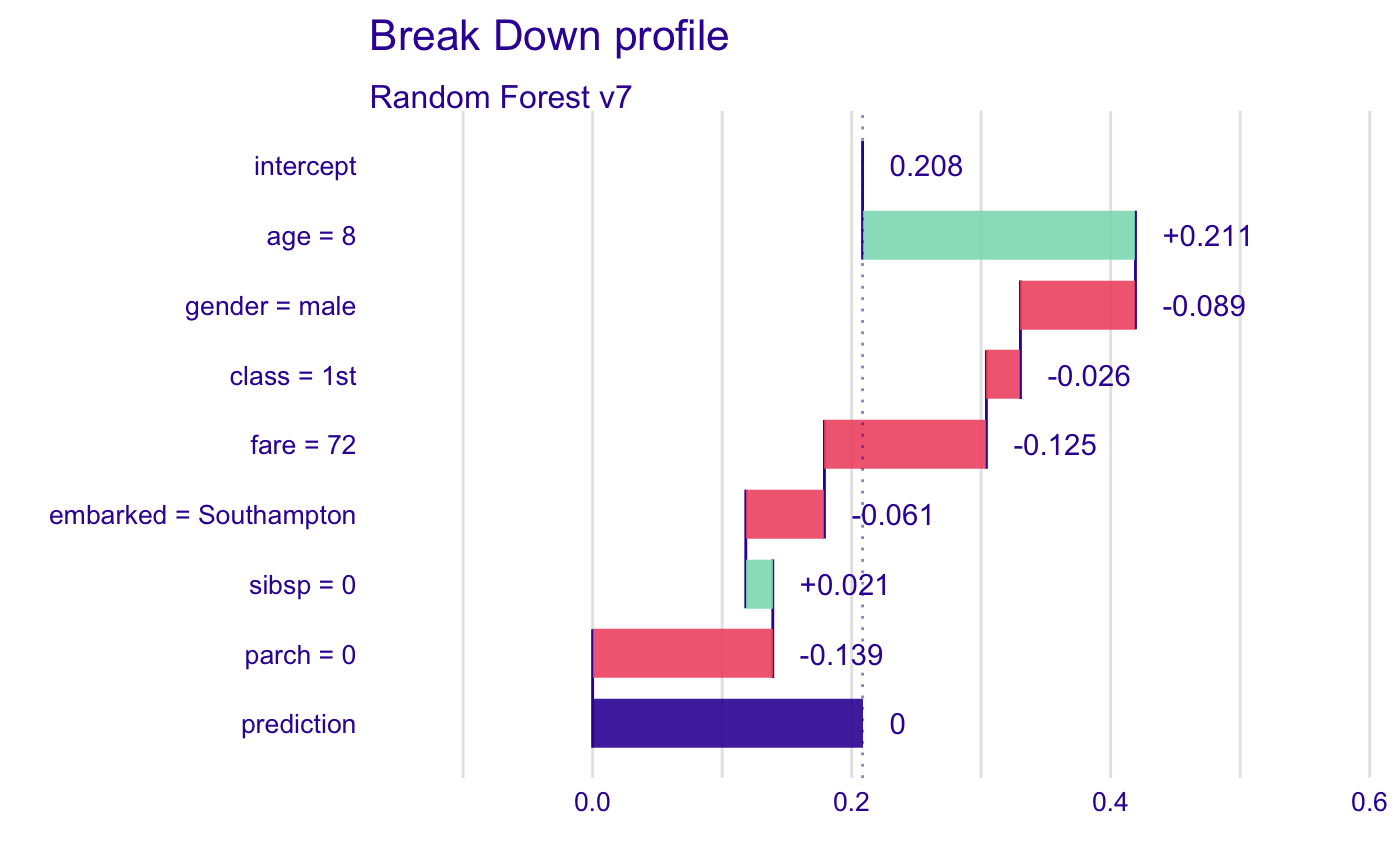 Break Down profile
Random Forest v7
intercept 0.208
age = 8 +0.211
gender = male -0.089
class = 1st -0.026
fare = 72 -0.125
embarked = Southampton -0.061
sibsp = 0 +0.021
parch = 0 -0.139
prediction 0
0.0 0.2 0.4 0.6